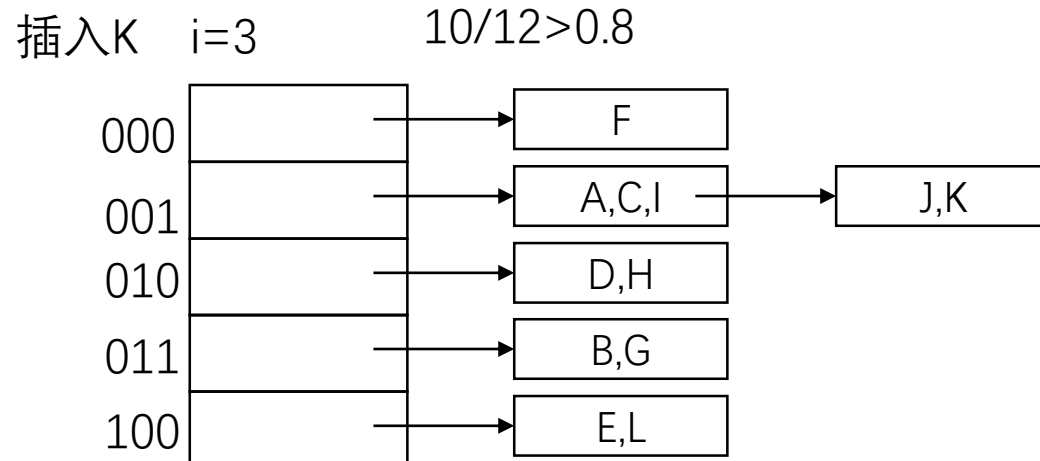 插入K i=3 10/12>0.8
000 F
001 A,C,I J,K
010 D,H
011 B,G
100 E,L